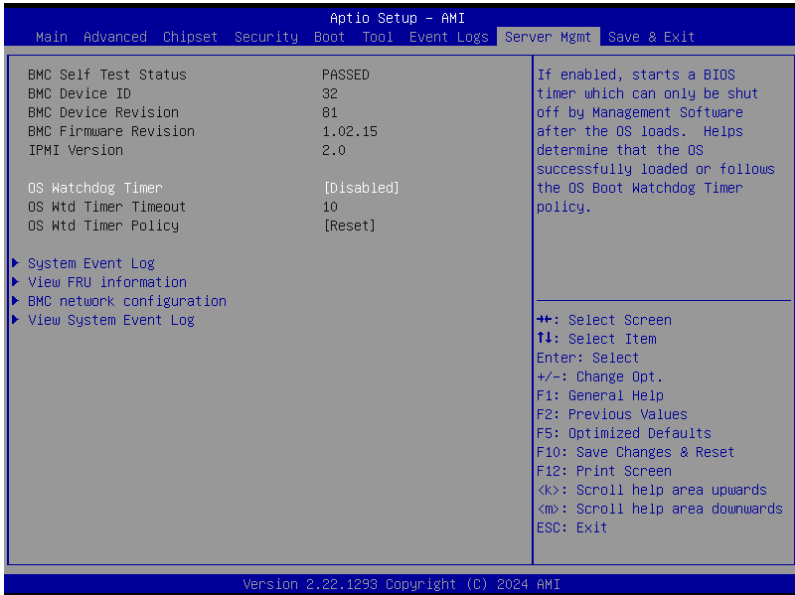 Aptio Setup – AMI
Main Advanced Chipset Security Boot Tool Event Logs Server Mgmt Save & Exit
BMC Self Test Status PASSED
BMC Device ID 32
BMC Device Revision 81
BMC Firmware Revision 1.02.15
IPMI Version 2.0
OS Watchdog Timer [Disabled]
OS Wtd Timer Timeout 10
OS Wtd Timer Policy [Reset]
System Event Log
View FRU information
BMC network configuration
View System Event Log
If enabled, starts a BIOS
timer which can only be shut
off by Management Software
after the OS loads. Helps
determine that the OS
successfully loaded or follows
the OS Boot Watchdog Timer
policy.
→←: Select Screen
↑↓: Select Item
Enter: Select
+/-: Change Opt.
F1: General Help
F2: Previous Values
F5: Optimized Defaults
F10: Save Changes & Reset
F12: Print Screen
<k>: Scroll help area upwards
<m>: Scroll help area downwards
ESC: Exit
Version 2.22.1293 Copyright (C) 2024 AMI